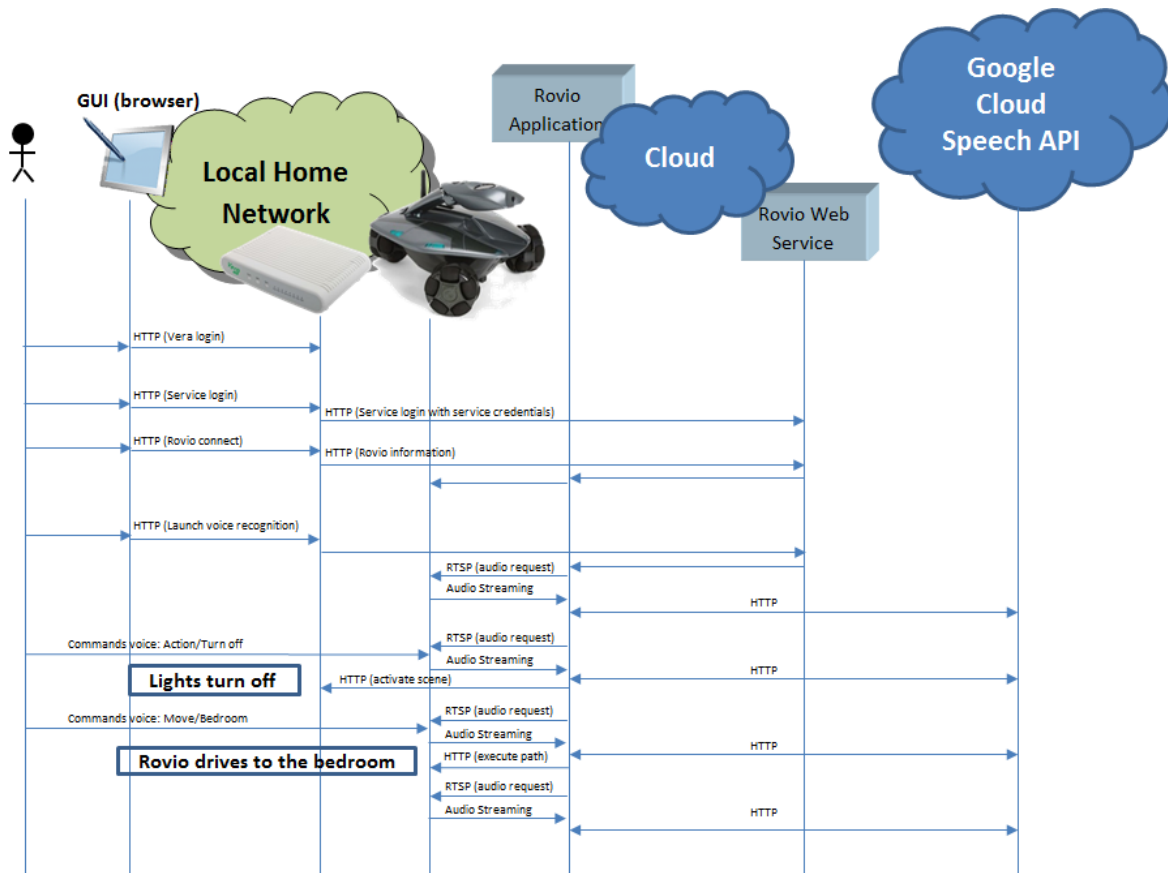 GUI (browser)
Local Home
Network
Rovio
Application
Cloud
Google
Cloud
Speech API
Rovio Web
Service
HTTP (Vera login)
HTTP (Service login)
HTTP (Service login with service credentials)
HTTP (Rovio connect)
HTTP (Rovio information)
HTTP (Launch voice recognition)
RTSP (audio request)
Audio Streaming
HTTP
Commands voice: Action/Turn off
RTSP (audio request)
Audio Streaming
HTTP
Lights turn off
HTTP (activate scene)
Commands voice: Move/Bedroom
RTSP (audio request)
Audio Streaming
HTTP
Rovio drives to the bedroom
HTTP (execute path)
RTSP (audio request)
Audio Streaming
HTTP